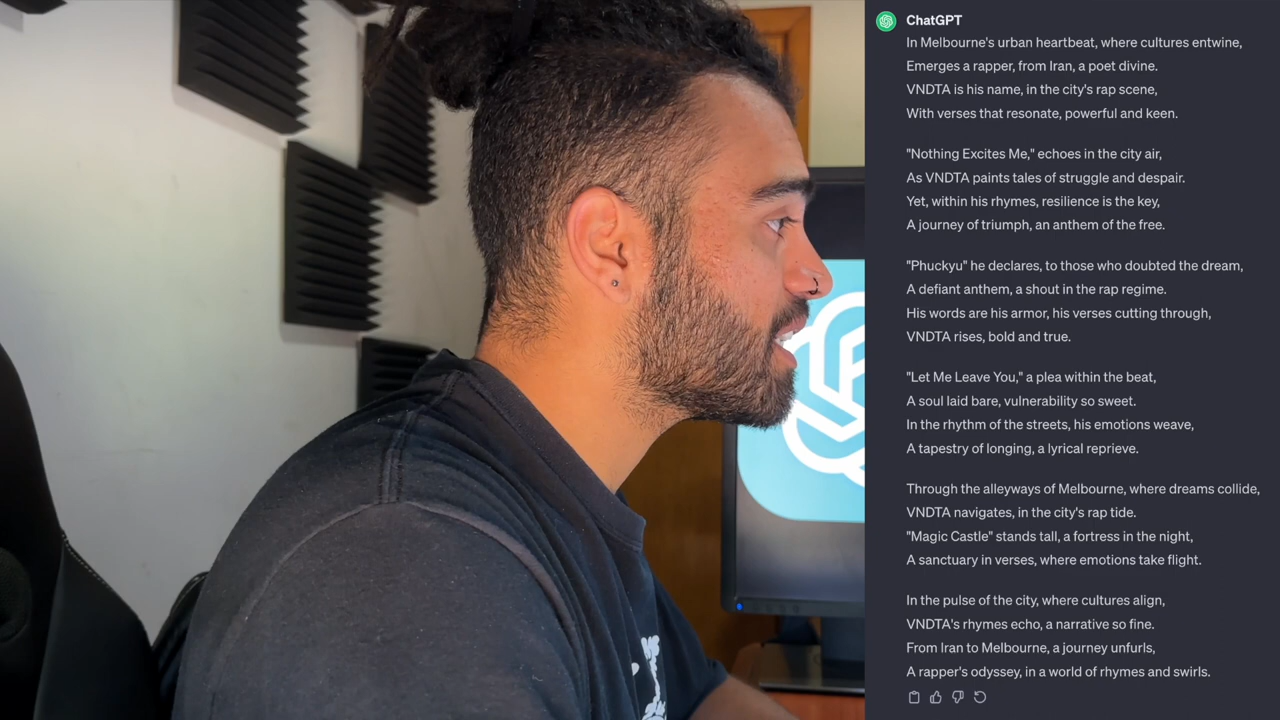 ChatGPT
In Melbourne's urban heartbeat, where cultures entwine,
Emerges a rapper, from Iran, a poet divine.
VNDTA is his name, in the city's rap scene,
With verses that resonate, powerful and keen.
"Nothing Excites Me," echoes in the city air,
As VNDTA paints tales of struggle and despair.
Yet, within his rhymes, resilience is the key,
A journey of triumph, an anthem of the free.
"Phuckyu" he declares, to those who doubted the dream,
A defiant anthem, a shout in the rap regime.
His words are his armor, his verses cutting through,
VNDTA rises, bold and true.
"Let Me Leave You," a plea within the beat,
A soul laid bare, vulnerability so sweet.
In the rhythm of the streets, his emotions weave,
A tapestry of longing, a lyrical reprieve.
Through the alleyways of Melbourne, where dreams collide,
VNDTA navigates, in the city's rap tide.
"Magic Castle" stands tall, a fortress in the night,
A sanctuary in verses, where emotions take flight.
In the pulse of the city, where cultures align,
VNDTA's rhymes echo, a narrative so fine.
From Iran to Melbourne, a journey unfurls,
A rapper's odyssey, in a world of rhymes and swirls.